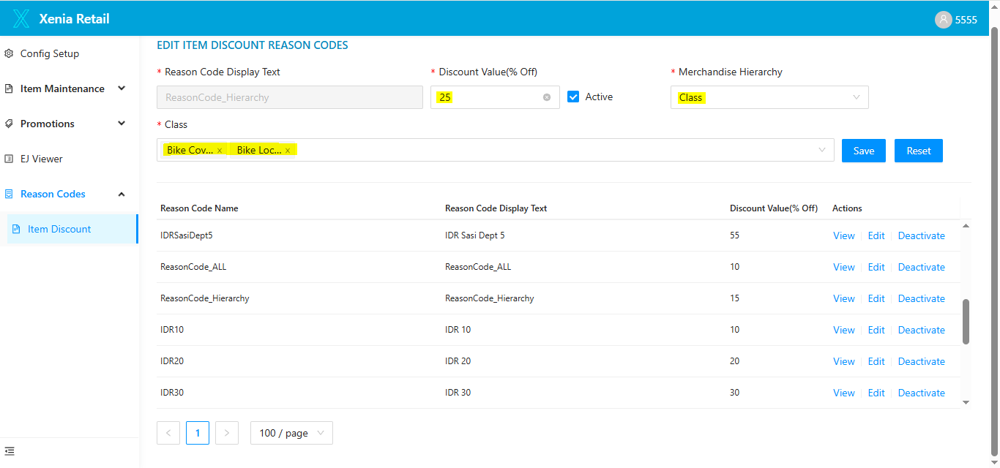 Xenia Retail
5555
Config Setup
Item Maintenance
Promotions
EJ Viewer
Reason Codes
Item Discount
EDIT ITEM DISCOUNT REASON CODES
* Reason Code Display Text * Discount Value(% Off) * Merchandise Hierarchy
ReasonCode_Hierarchy 25 Active Class
* Class
Bike Cov... x Bike Loc... x Save Reset
Reason Code Name Reason Code Display Text Discount Value(% Off) Actions
IDRSasiDept5 IDR Sasi Dept 5 55 View Edit Deactivate
ReasonCode_ALL ReasonCode_ALL 10 View Edit Deactivate
ReasonCode_Hierarchy ReasonCode_Hierarchy 15 View Edit Deactivate
IDR10 IDR 10 10 View Edit Deactivate
IDR20 IDR 20 20 View Edit Deactivate
IDR30 IDR 30 30 View Edit Deactivate
< 1 > 100 / page